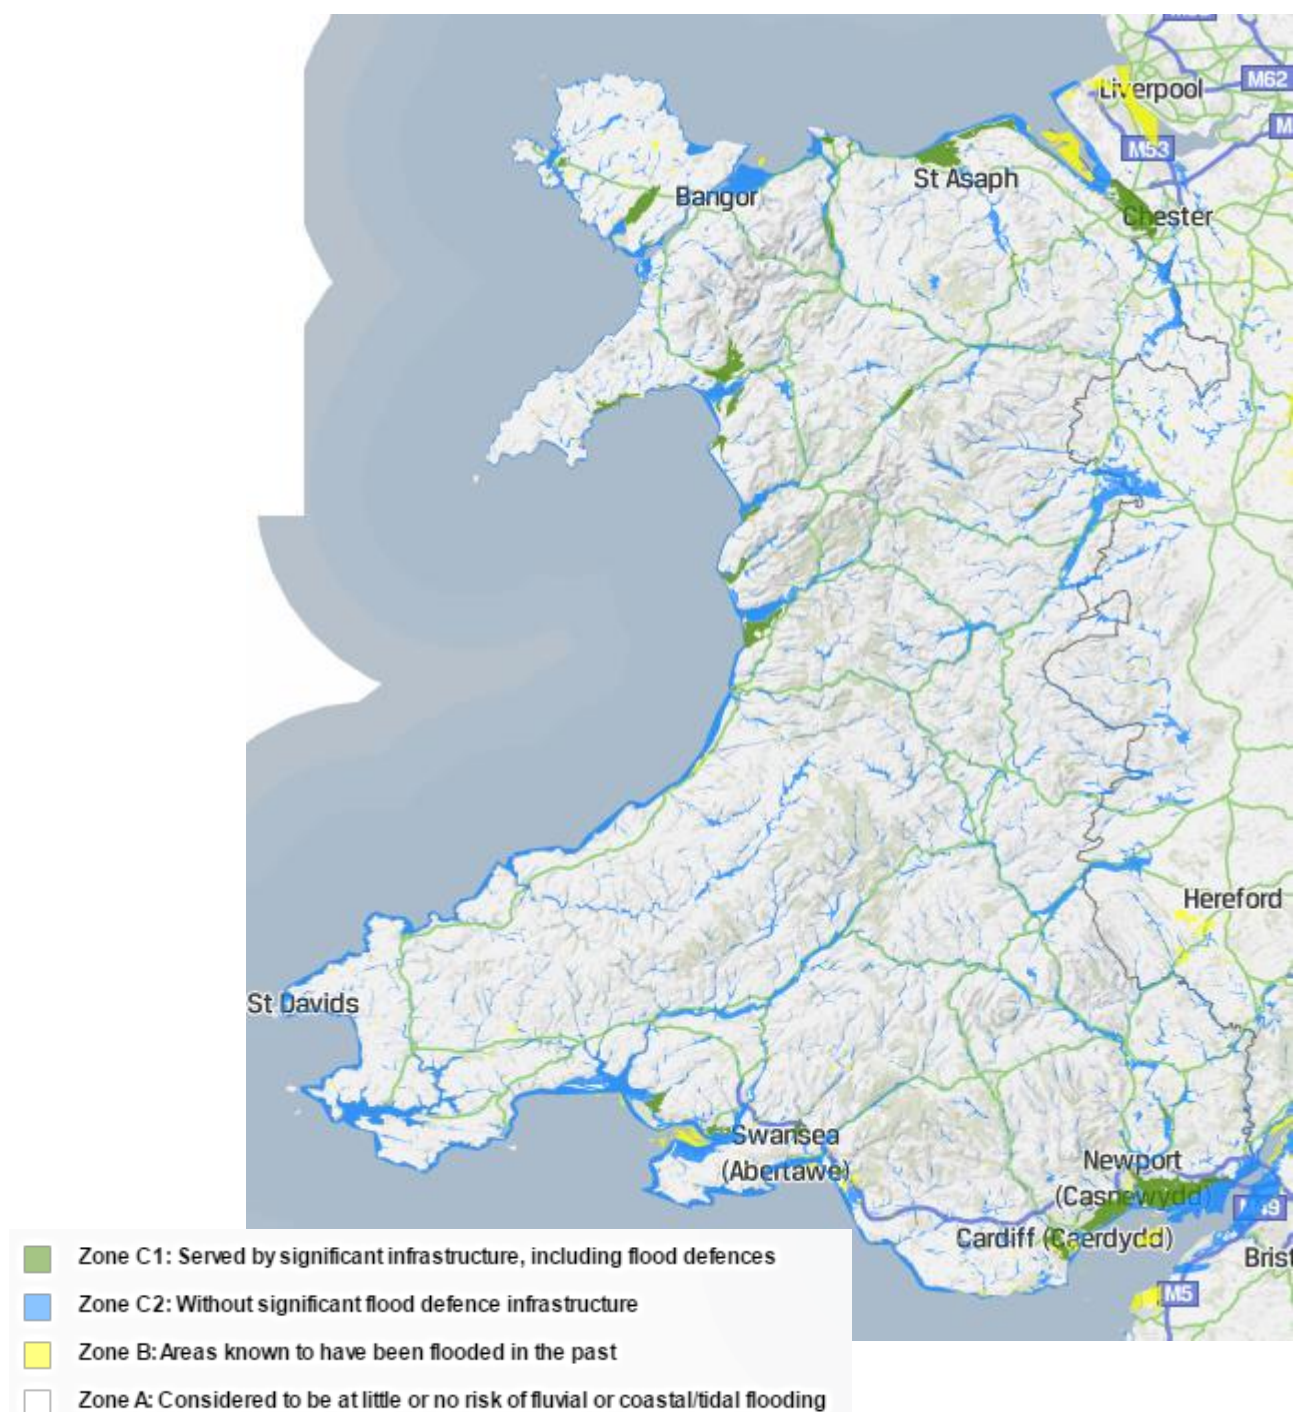 Liverpool
M62
M53
St Asaph
Bangor
Chester
Hereford
St Davids
Swansea
(Abertawe)
Newport
(Casnewydd)
M49
Cardiff (Caerdydd)
Brist
M5
Zone C1: Served by significant infrastructure, including flood defences
Zone C2: Without significant flood defence infrastructure
Zone B: Areas known to have been flooded in the past
Zone A: Considered to be at little or no risk of fluvial or coastal/tidal flooding